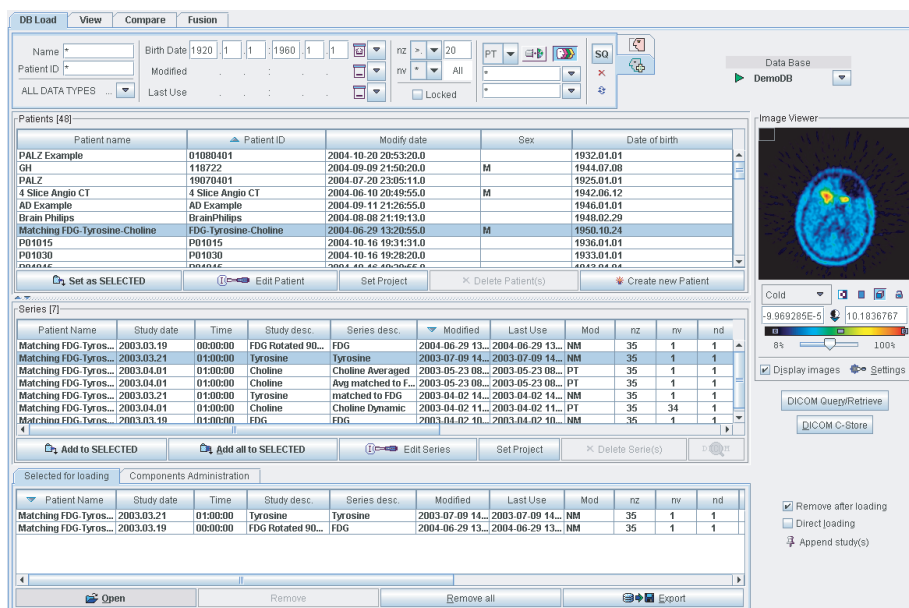 DB Load View Compare Fusion
Name * Birth Date 1920 .1 .1 : 1960 .1 .1 nz >. 20 PT SQ
Patient ID * Modified . . : . . nv * All *
ALL DATA TYPES ... Last Use . . : . . Locked *
Data Base
DemoDB
Patients [48]
Patient name Patient ID Modify date Sex Date of birth
PALZ Example 01080401 2004-10-20 20:53:20.0 1932.01.01
GH 118722 2004-09-09 21:50:20.0 M 1944.07.08
PALZ 19070401 2004-07-20 23:05:11.0 1925.01.01
4 Slice Angio CT 4 Slice Angio CT 2004-06-10 20:49:55.0 M 1942.06.12
AD Example AD Example 2004-09-11 21:26:55.0 1946.01.01
Brain Philips BrainPhilips 2004-08-08 21:19:13.0 1948.02.29
Matching FDG-Tyrosine-Choline FDG-Tyrosine-Choline 2004-06-29 13:20:55.0 M 1950.10.24
P01015 P01015 2004-10-16 19:31:31.0 1936.01.01
P01030 P01030 2004-10-16 19:28:20.0 1933.01.01
Set as SELECTED Edit Patient Set Project Delete Patient(s) Create new Patient
Image Viewer
Cold
-9.969285E-5 10.1836767
8% 100%
Display images Settings
DICOM Query/Retrieve
DICOM C-Store
Series [7]
Patient Name Study date Time Study desc. Series desc. Modified Last Use Mod nz nv nd
Matching FDG-Tyros... 2003.03.19 00:00:00 FDG Rotated 90... FDG 2004-06-29 13... 2004-06-29 13... NM 35 1 1
Matching FDG-Tyros... 2003.03.21 01:00:00 Tyrosine Tyrosine 2003-07-09 14... 2003-07-09 14... NM 35 1 1
Matching FDG-Tyros... 2003.04.01 01:00:00 Choline Choline Averaged 2003-05-23 08... 2003-05-23 08... PT 35 1 1
Matching FDG-Tyros... 2003.04.01 01:00:00 Choline Avg matched to F... 2003-05-23 08... 2003-05-23 08... PT 35 1 1
Matching FDG-Tyros... 2003.03.21 01:00:00 Tyrosine matched to FDG 2003-04-02 14... 2003-04-02 14... NM 35 1 1
Matching FDG-Tyros... 2003.04.01 01:00:00 Choline Choline Dynamic 2003-04-02 11... 2003-04-02 11... PT 35 34 1
Matching FDG-Tyros... 2003.03.19 01:00:00 FDG FDG 2003-04-02 10... 2003-04-02 10... NM 35 1 1
Add to SELECTED Add all to SELECTED Edit Series Set Project Delete Serie(s)
Selected for loading Components Administration
Patient Name Study date Time Study desc. Series desc. Modified Last Use Mod nz nv nd
Matching FDG-Tyros... 2003.03.21 01:00:00 Tyrosine Tyrosine 2003-07-09 14... 2003-07-09 14... NM 35 1 1
Matching FDG-Tyros... 2003.03.19 00:00:00 FDG Rotated 90... FDG 2004-06-29 13... 2004-06-29 13... NM 35 1 1
Remove after loading
Direct loading
Append study(s)
Open Remove Remove all Export